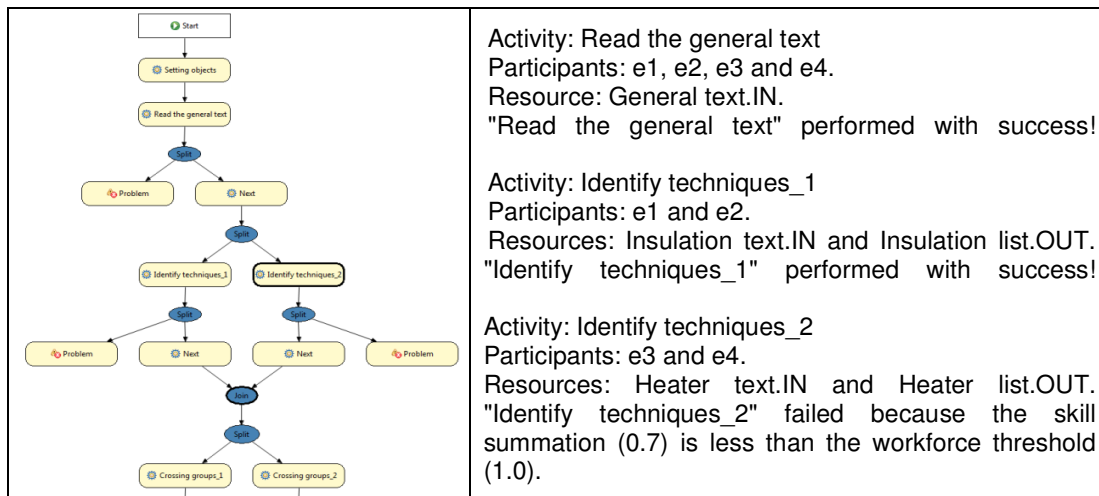 Start
Setting objects
Read the general text
Split
Problem
Next
Split
Identify techniques_1
Identify techniques_2
Split
Split
Problem
Next
Next
Problem
Join
Split
Crossing groups_1
Crossing groups_2
Activity: Read the general text
Participants: e1, e2, e3 and e4.
Resource: General text.IN.
"Read the general text" performed with success!
Activity: Identify techniques_1
Participants: e1 and e2.
Resources: Insulation text.IN and Insulation list.OUT.
"Identify techniques_1" performed with success!
Activity: Identify techniques_2
Participants: e3 and e4.
Resources: Heater text.IN and Heater list.OUT.
"Identify techniques_2" failed because the skill
summation (0.7) is less than the workforce threshold
(1.0).